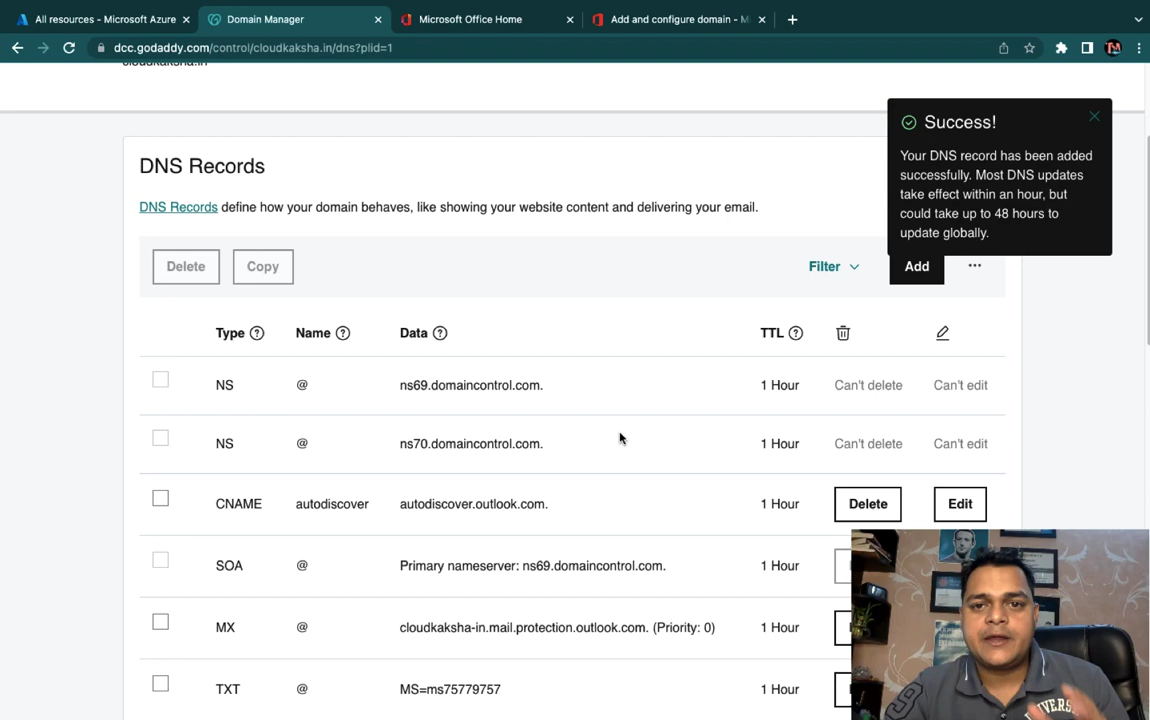 All resources - Microsoft Azure
Domain Manager
Microsoft Office Home
Add and configure domain - Mi
dcc.godaddy.com/control/cloudkaksha.in/dns?plid=1
TM
cloudkaksha.in
Success!
Your DNS record has been added
successfully. Most DNS updates
take effect within an hour, but
could take up to 48 hours to
update globally.
DNS Records
DNS Records define how your domain behaves, like showing your website content and delivering your email.
Delete Copy Filter Add
Type Name Data TTL
NS @ ns69.domaincontrol.com. 1 Hour Can't delete Can't edit
NS @ ns70.domaincontrol.com. 1 Hour Can't delete Can't edit
CNAME autodiscover autodiscover.outlook.com. 1 Hour Delete Edit
SOA @ Primary nameserver: ns69.domaincontrol.com. 1 Hour
MX @ cloudkaksha-in.mail.protection.outlook.com. (Priority: 0) 1 Hour
TXT @ MS=ms75779757 1 Hour